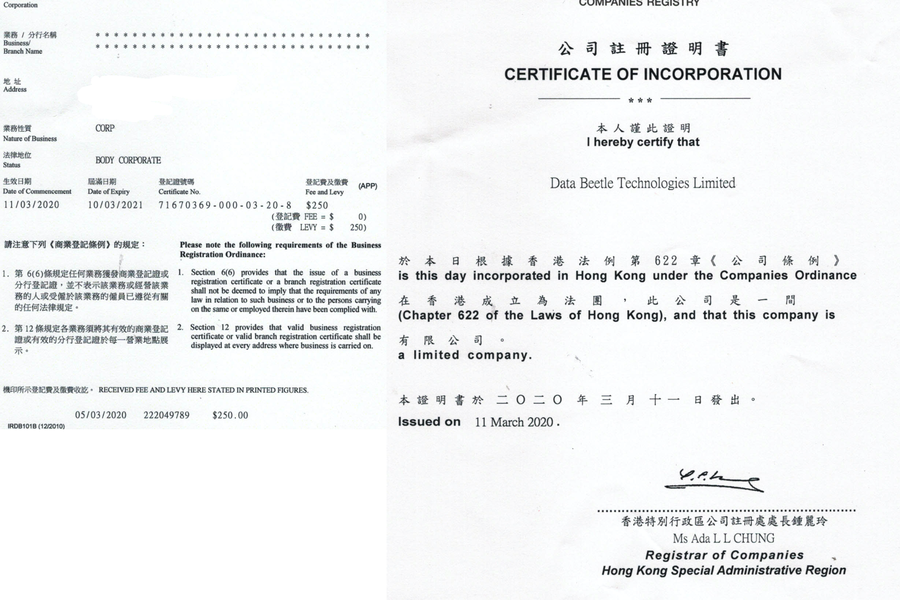 Corporation
業務 / 分行名稱
Business/
Branch Name
* * * * * * * * * * * * * * * * * * * * * * * * *
* * * * * * * * * * * * * * * * * * * * * * * * *
地址
Address
業務性質
Nature of Business
CORP
法律地位
Status
BODY CORPORATE
生效日期 屆滿日期 登記證號碼 登記費及徵費
Date of Commencement Date of Expiry Certificate No. Fee and Levy (APP)
11/03/2020 10/03/2021 71670369-000-03-20-8 $250
(登記費 FEE = $ 0)
(徵費 LEVY = $ 250)
請注意下列《商業登記條例》的規定：
1. 第 6(6)條規定任何業務獲發商業登記證或
分行登記證，並不表示該業務或經營該業
務的人或受僱於該業務的僱員已遵從有關
的任何法律規定。
2. 第12條規定各業務須將其有效的商業登記
證或有效的分行登記證於每一營業地點展
示。
Please note the following requirements of the Business
Registration Ordinance:
1. Section 6(6) provides that the issue of a business
registration certificate or a branch registration certificate
shall not be deemed to imply that the requirements of any
law in relation to such business or to the persons carrying
on the same or employed therein have been complied with.
2. Section 12 provides that valid business registration
certificate or valid branch registration certificate shall be
displayed at every address where business is carried on.
機印所示登記費及徵費收訖。 RECEIVED FEE AND LEVY HERE STATED IN PRINTED FIGURES.
05/03/2020 222049789 $250.00
IRDB101B (12/2010)
COMPANIES REGISTRY
公司註冊證明書
CERTIFICATE OF INCORPORATION
* * *
本人謹此證明
I hereby certify that
Data Beetle Technologies Limited
於本日根據香港法例第622章《公司條例》
is this day incorporated in Hong Kong under the Companies Ordinance
在香港成立為法團，此公司是一間
(Chapter 622 of the Laws of Hong Kong), and that this company is
有限公司。
a limited company.
本證明書於二〇二〇年三月十一日發出。
Issued on 11 March 2020 .
香港特別行政區公司註冊處處長鍾麗玲
Ms Ada L L CHUNG
Registrar of Companies
Hong Kong Special Administrative Region